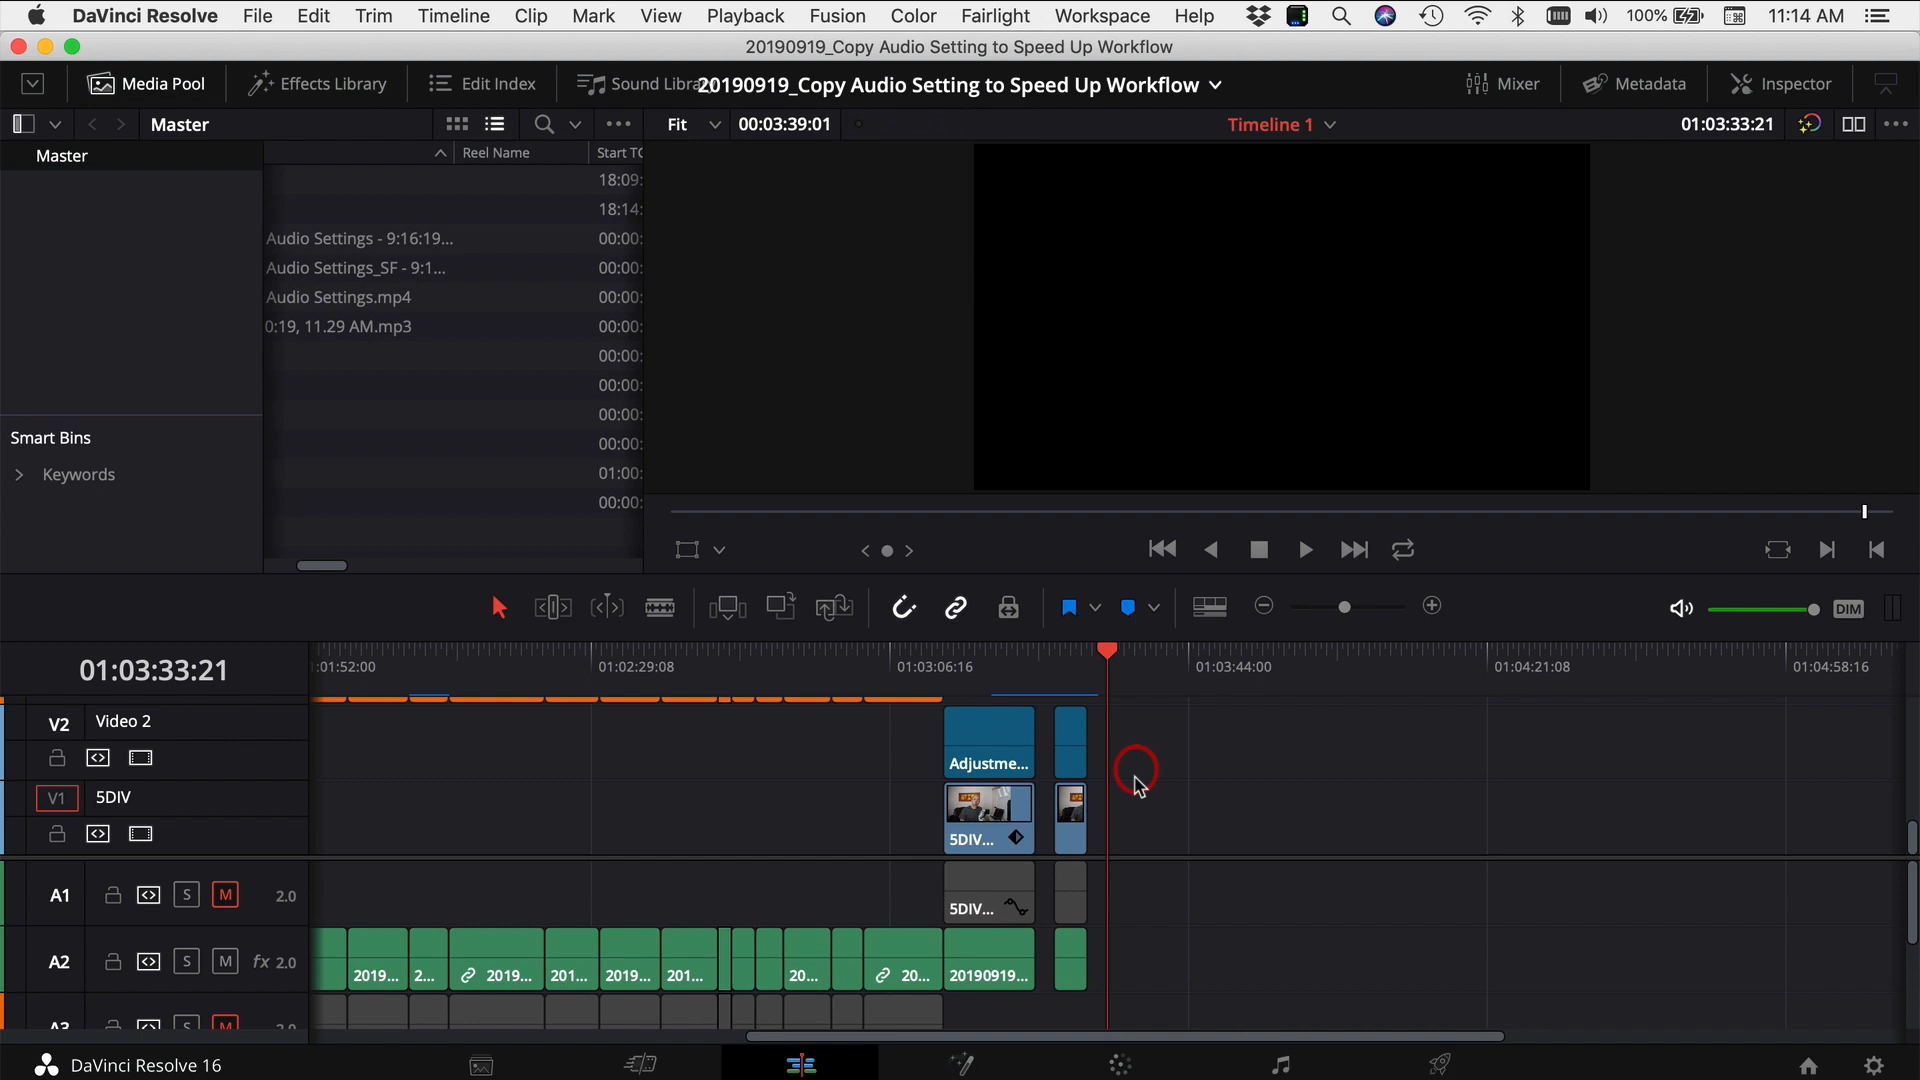 DaVinci Resolve File Edit Trim Timeline Clip Mark View Playback Fusion Color Fairlight Workspace Help 100% 11:14 AM
20190919_Copy Audio Setting to Speed Up Workflow
Media Pool Effects Library Edit Index Sound Libra 20190919_Copy Audio Setting to Speed Up Workflow Mixer Metadata Inspector
Master Fit 00:03:39:01 Timeline 1 01:03:33:21
Master Reel Name Start TC
18:09:
18:14:
Audio Settings - 9:16:19... 00:00:
Audio Settings_SF - 9:1... 00:00:
Audio Settings.mp4 00:00:
0:19, 11.29 AM.mp3 00:00:
00:00:
00:00:
00:00:
Smart Bins 00:00:
Keywords 01:00:
00:00:
DIM
01:03:33:21 :01:52:00 01:02:29:08 01:03:06:16 01:03:44:00 01:04:21:08 01:04:58:16
V2 Video 2
Adjustme...
V1 5DIV
5DIV...
A1 S M 2.0 5DIV...
A2 S M fx 2.0 2019... 2... 2019... 201... 2019... 201... 20... 20... 20190919...
A3 S M 2.0
DaVinci Resolve 16